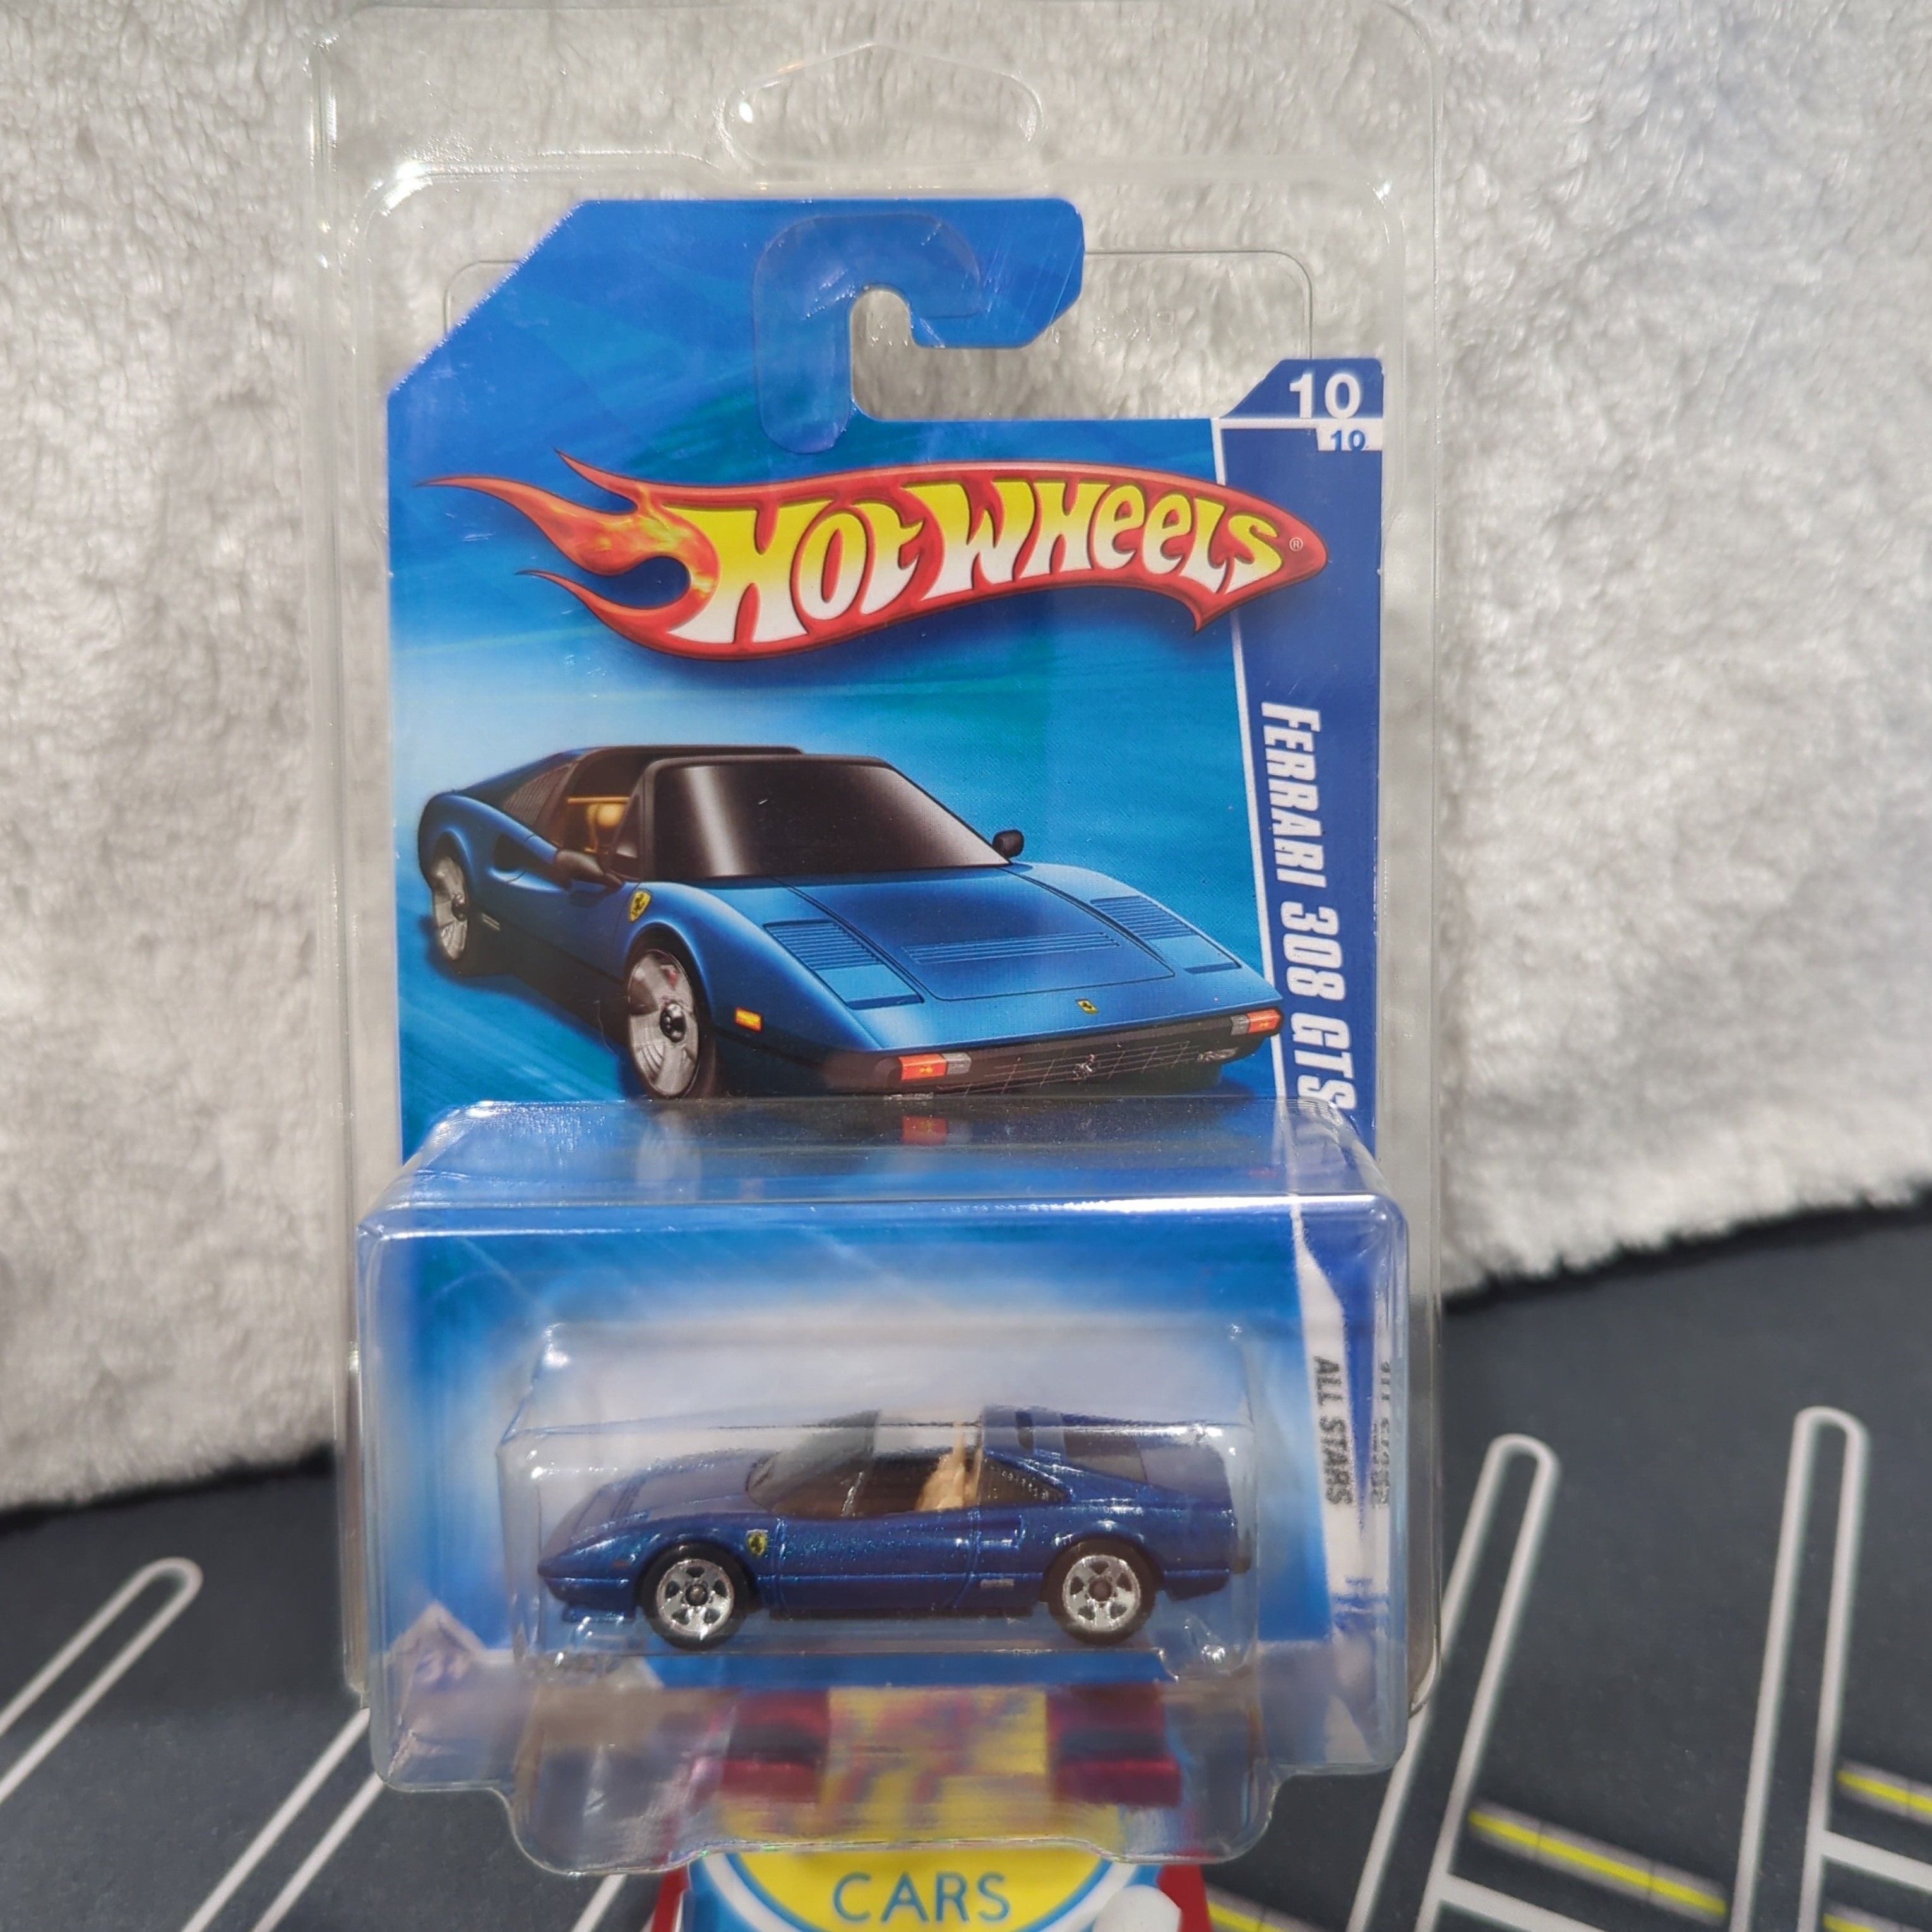 10
10
HOT WHEELS®
FERRARI 308 GTS
ALL STARS
CARS